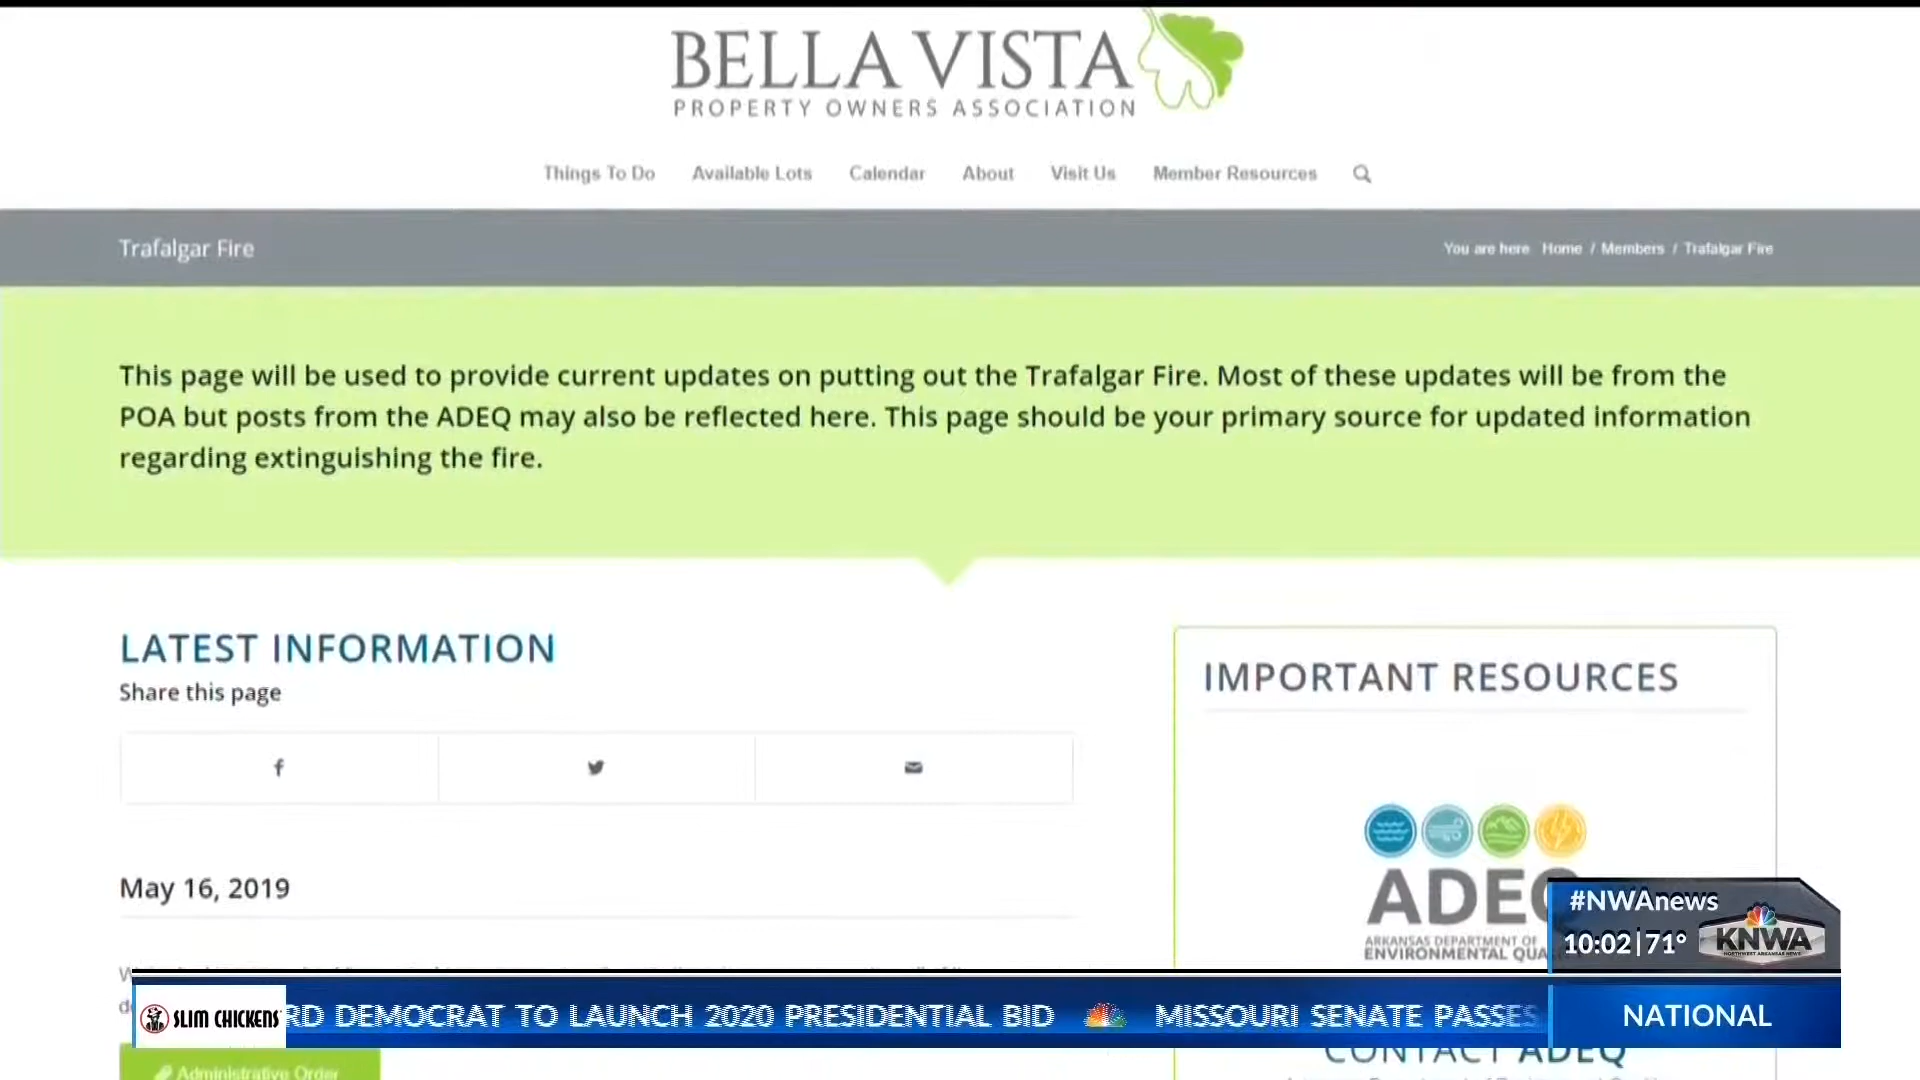 BELLA VISTA
PROPERTY OWNERS ASSOCIATION
Things To Do Available Lots Calendar About Visit Us Member Resources
Trafalgar Fire
You are here Home / Members / Trafalgar Fire
This page will be used to provide current updates on putting out the Trafalgar Fire. Most of these updates will be from the
POA but posts from the ADEQ may also be reflected here. This page should be your primary source for updated information
regarding extinguishing the fire.
LATEST INFORMATION
Share this page
May 16, 2019
IMPORTANT RESOURCES
ADEQ
ARKANSAS DEPARTMENT OF
ENVIRONMENTAL QUA
#NWAnews
10:02|71°
KNWA
NORTHWEST ARKANSAS NEWS
SLIM CHICKENS
RD DEMOCRAT TO LAUNCH 2020 PRESIDENTIAL BID MISSOURI SENATE PASSES
NATIONAL
CONTACT ADEQ
Administrative Order